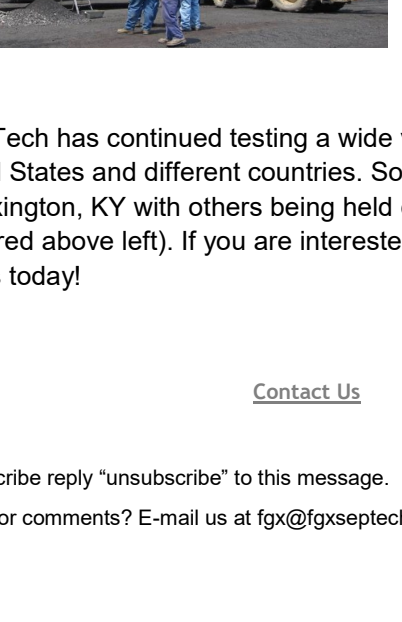 Tech has continued testing a wide
States and different countries. So
xington, KY with others being held
red above left). If you are intereste
today!
Contact Us
cribe reply “unsubscribe” to this message.
or comments? E-mail us at fgx@fgxseptech